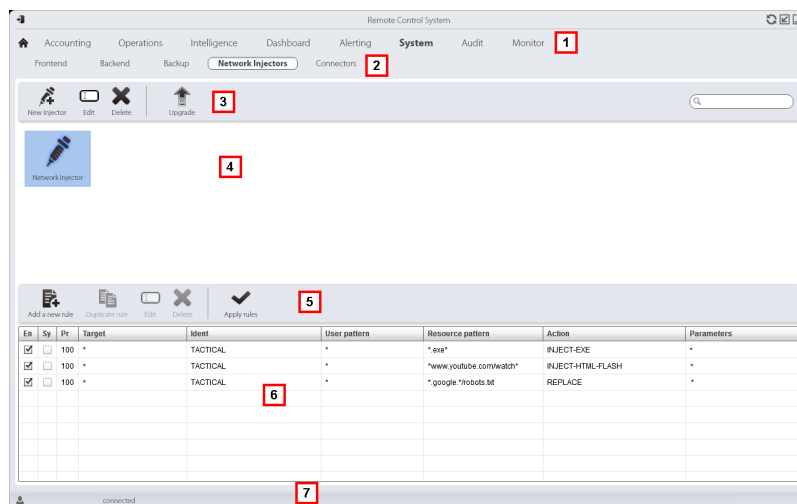 Remote Control System
Accounting Operations Intelligence Dashboard Alerting System Audit Monitor 1
Frontend Backend Backup Network Injectors Connectors 2
New Injector Edit Delete Upgrade 3
Network Injector 4
Add a new rule Duplicate rule Edit Delete Apply rules 5
En Sy Pr Target Ident User pattern Resource pattern Action Parameters
100 * TACTICAL * *.exe* INJECT-EXE *
100 * TACTICAL * *www.youtube.com/watch* INJECT-HTML-FLASH *
100 * TACTICAL * *.google.*/robots.txt REPLACE *
6
connected 7